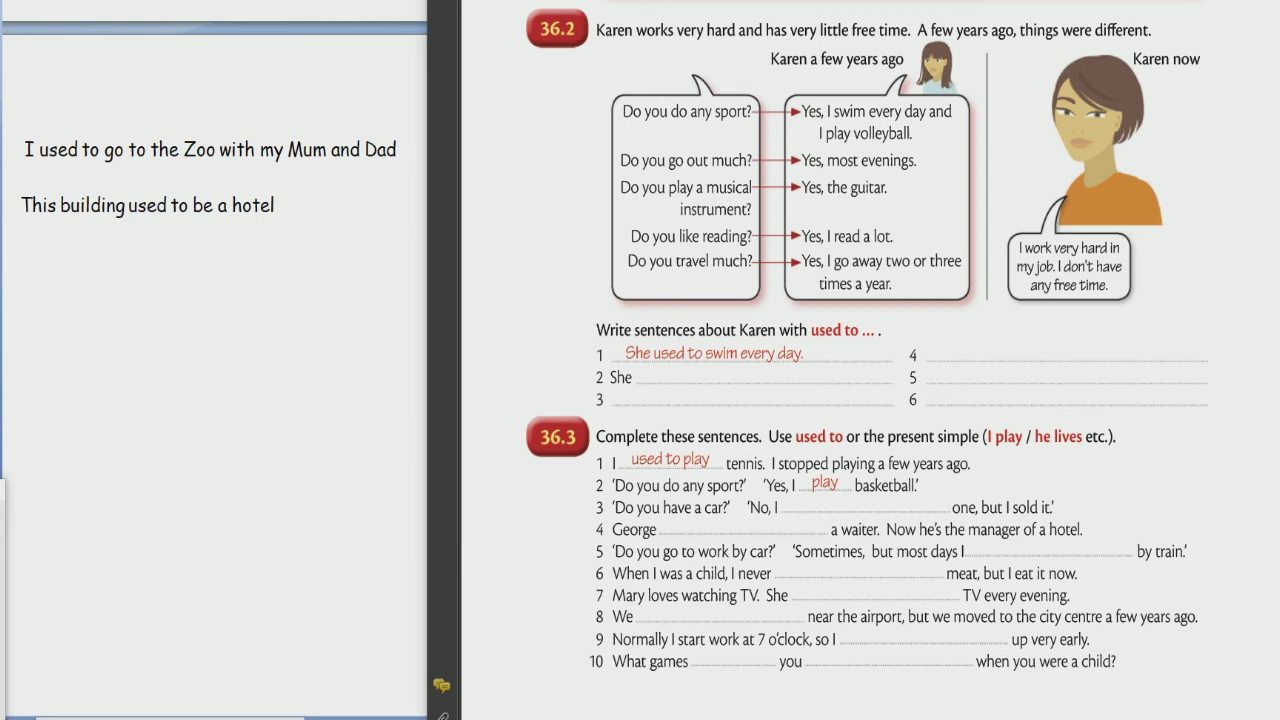 I used to go to the Zoo with my Mum and Dad
This building used to be a hotel
36.2 Karen works very hard and has very little free time. A few years ago, things were different.
Karen a few years ago
Karen now
Do you do any sport? Yes, I swim every day and
I play volleyball.
Do you go out much? Yes, most evenings.
Do you play a musical Yes, the guitar.
instrument?
Do you like reading? Yes, I read a lot.
Do you travel much? Yes, I go away two or three
times a year.
I work very hard in
my job. I don't have
any free time.
Write sentences about Karen with used to ... .
1 She used to swim every day. 4
2 She 5
3 6
36.3 Complete these sentences. Use used to or the present simple (I play / he lives etc.).
1 I used to play tennis. I stopped playing a few years ago.
2 'Do you do any sport?' 'Yes, I play basketball.'
3 'Do you have a car?' 'No, I one, but I sold it.'
4 George a waiter. Now he's the manager of a hotel.
5 'Do you go to work by car?' 'Sometimes, but most days I by train.'
6 When I was a child, I never meat, but I eat it now.
7 Mary loves watching TV. She TV every evening.
8 We near the airport, but we moved to the city centre a few years ago.
9 Normally I start work at 7 o'clock, so I up very early.
10 What games you when you were a child?